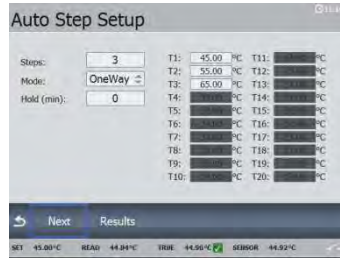 Auto Step Setup
Steps: 3
Mode: OneWay
Hold (min): 0
T1: 45.00 °C T11: °C
T2: 55.00 °C T12: °C
T3: 65.00 °C T13: °C
T4: °C T14: °C
T5: °C T15: °C
T6: °C T16: °C
T7: °C T17: °C
T8: °C T18: °C
T9: °C T19: °C
T10: °C T20: °C
Next Results
SET 45.00°C READ 44.84°C TRUE 44.96°C SENSOR 44.92°C